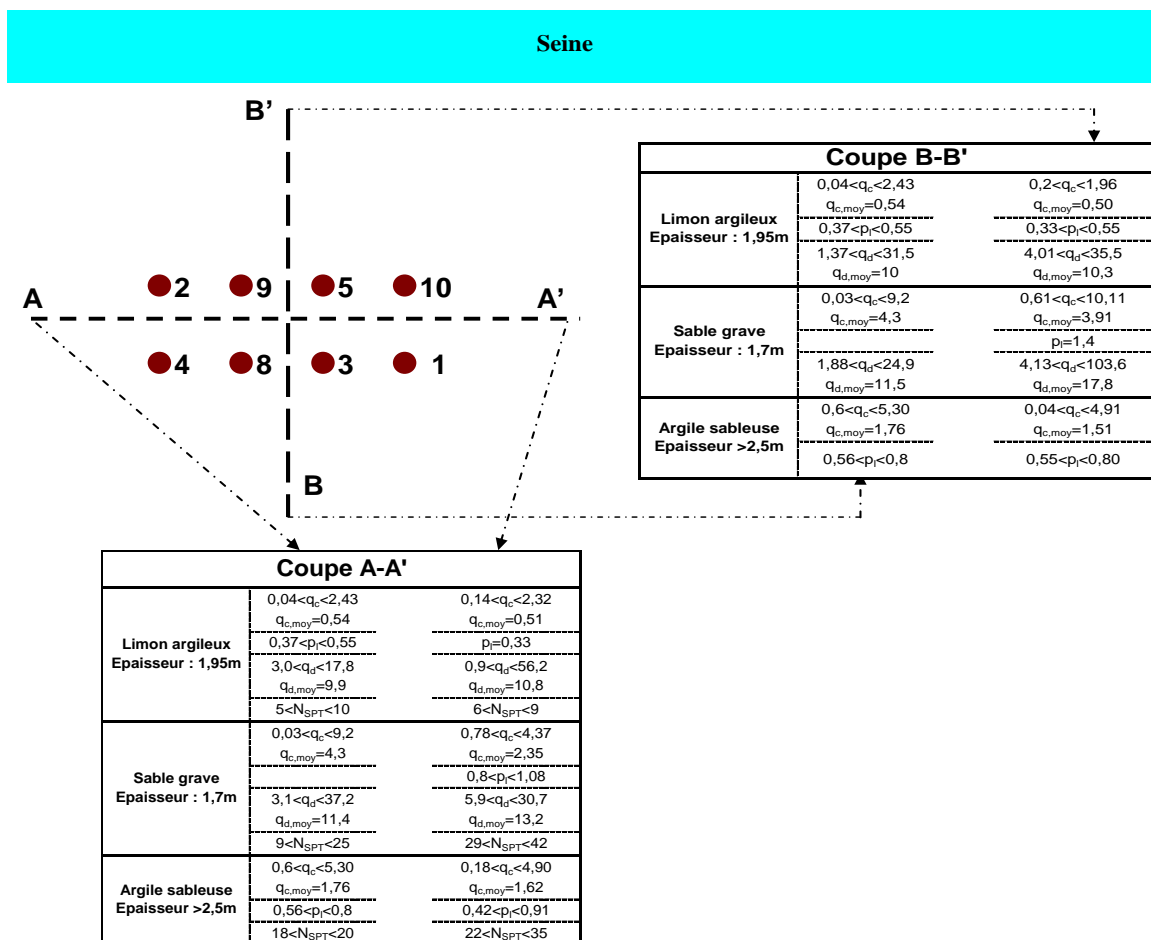 Seine
B'
2 9 5 10
A A'
4 8 3 1
B
Coupe B-B'
Limon argileux
Epaisseur : 1,95m
0,04<qc<2,43 0,2<qc<1,96
qc,moy=0,54 qc,moy=0,50
0,37<pl<0,55 0,33<pl<0,55
1,37<qd<31,5 4,01<qd<35,5
qd,moy=10 qd,moy=10,3
Sable grave
Epaisseur : 1,7m
0,03<qc<9,2 0,61<qc<10,11
qc,moy=4,3 qc,moy=3,91
pl=1,4
1,88<qd<24,9 4,13<qd<103,6
qd,moy=11,5 qd,moy=17,8
Argile sableuse
Epaisseur >2,5m
0,6<qc<5,30 0,04<qc<4,91
qc,moy=1,76 qc,moy=1,51
0,56<pl<0,8 0,55<pl<0,80
Coupe A-A'
Limon argileux
Epaisseur : 1,95m
0,04<qc<2,43 0,14<qc<2,32
qc,moy=0,54 qc,moy=0,51
0,37<pl<0,55 pl=0,33
3,0<qd<17,8 0,9<qd<56,2
qd,moy=9,9 qd,moy=10,8
5<NSPT<10 6<NSPT<9
Sable grave
Epaisseur : 1,7m
0,03<qc<9,2 0,78<qc<4,37
qc,moy=4,3 qc,moy=2,35
0,8<pl<1,08
3,1<qd<37,2 5,9<qd<30,7
qd,moy=11,4 qd,moy=13,2
9<NSPT<25 29<NSPT<42
Argile sableuse
Epaisseur >2,5m
0,6<qc<5,30 0,18<qc<4,90
qc,moy=1,76 qc,moy=1,62
0,56<pl<0,8 0,42<pl<0,91
18<NSPT<20 22<NSPT<35